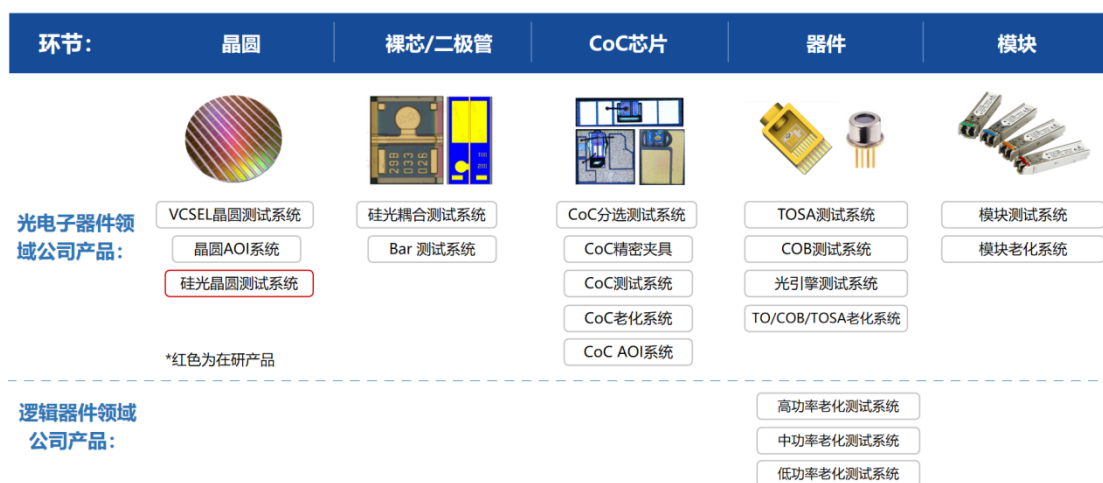 环节：
晶圆
裸芯/二极管
CoC芯片
器件
模块
光电子器件领
域公司产品：
VCSEL晶圆测试系统
晶圆AOI系统
硅光晶圆测试系统
*红色为在研产品
298
033
026
硅光耦合测试系统
Bar 测试系统
CoC分选测试系统
CoC精密夹具
CoC测试系统
CoC老化系统
CoC AOI系统
TOSA测试系统
COB测试系统
光引擎测试系统
TO/COB/TOSA老化系统
模块测试系统
模块老化系统
逻辑器件领域
公司产品：
高功率老化测试系统
中功率老化测试系统
低功率老化测试系统